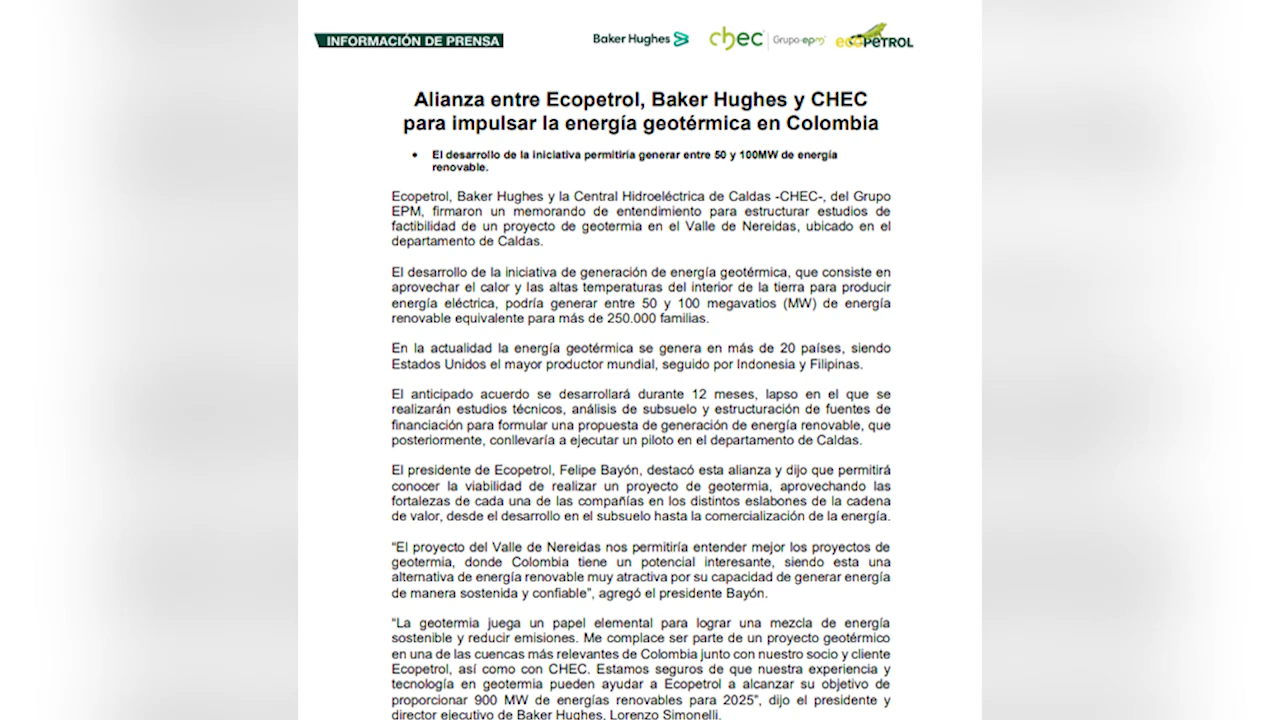 INFORMACIÓN DE PRENSA
Baker Hughes
chec Grupo·epm
ecoPETROL
Alianza entre Ecopetrol, Baker Hughes y CHEC
para impulsar la energía geotérmica en Colombia
• El desarrollo de la iniciativa permitiría generar entre 50 y 100MW de energía
renovable.
Ecopetrol, Baker Hughes y la Central Hidroeléctrica de Caldas -CHEC-, del Grupo
EPM, firmaron un memorando de entendimiento para estructurar estudios de
factibilidad de un proyecto de geotermia en el Valle de Nereidas, ubicado en el
departamento de Caldas.
El desarrollo de la iniciativa de generación de energía geotérmica, que consiste en
aprovechar el calor y las altas temperaturas del interior de la tierra para producir
energía eléctrica, podría generar entre 50 y 100 megavatios (MW) de energía
renovable equivalente para más de 250.000 familias.
En la actualidad la energía geotérmica se genera en más de 20 países, siendo
Estados Unidos el mayor productor mundial, seguido por Indonesia y Filipinas.
El anticipado acuerdo se desarrollará durante 12 meses, lapso en el que se
realizarán estudios técnicos, análisis de subsuelo y estructuración de fuentes de
financiación para formular una propuesta de generación de energía renovable, que
posteriormente, conllevaría a ejecutar un piloto en el departamento de Caldas.
El presidente de Ecopetrol, Felipe Bayón, destacó esta alianza y dijo que permitirá
conocer la viabilidad de realizar un proyecto de geotermia, aprovechando las
fortalezas de cada una de las compañías en los distintos eslabones de la cadena
de valor, desde el desarrollo en el subsuelo hasta la comercialización de la energía.
“El proyecto del Valle de Nereidas nos permitiría entender mejor los proyectos de
geotermia, donde Colombia tiene un potencial interesante, siendo esta una
alternativa de energía renovable muy atractiva por su capacidad de generar energía
de manera sostenida y confiable”, agregó el presidente Bayón.
“La geotermia juega un papel elemental para lograr una mezcla de energía
sostenible y reducir emisiones. Me complace ser parte de un proyecto geotérmico
en una de las cuencas más relevantes de Colombia junto con nuestro socio y cliente
Ecopetrol, así como con CHEC. Estamos seguros de que nuestra experiencia y
tecnología en geotermia pueden ayudar a Ecopetrol a alcanzar su objetivo de
proporcionar 900 MW de energías renovables para 2025”, dijo el presidente y
director ejecutivo de Baker Hughes, Lorenzo Simonelli.